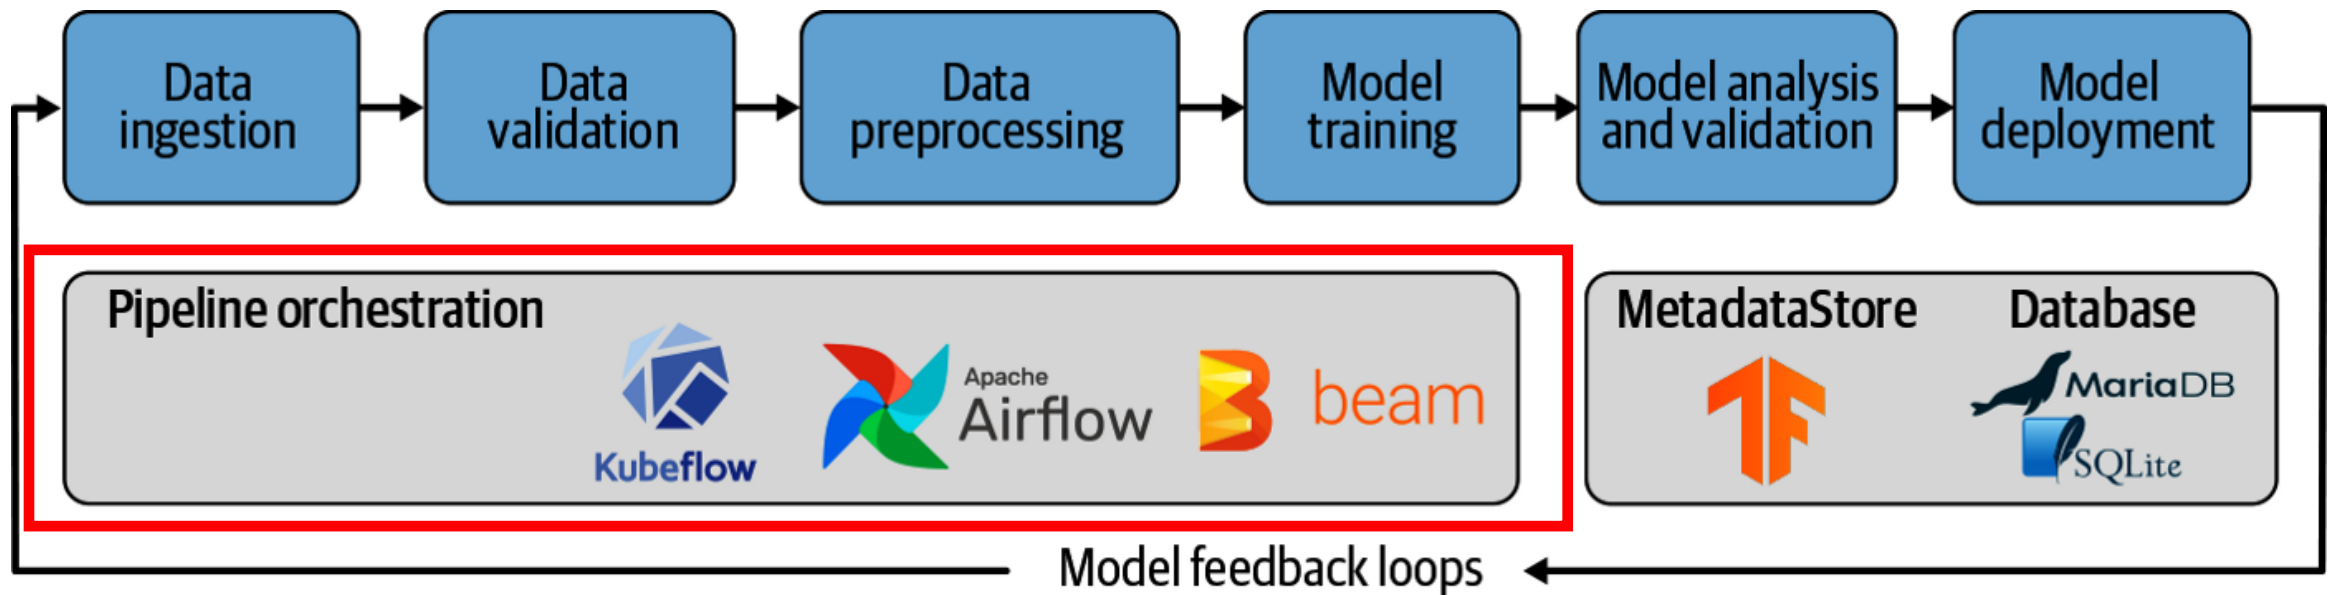 Data
ingestion
Data
validation
Data
preprocessing
Model
training
Model analysis
and validation
Model
deployment
Pipeline orchestration
Kubeflow
Apache
Airflow
beam
MetadataStore
Database
MariaDB
SQLite
Model feedback loops